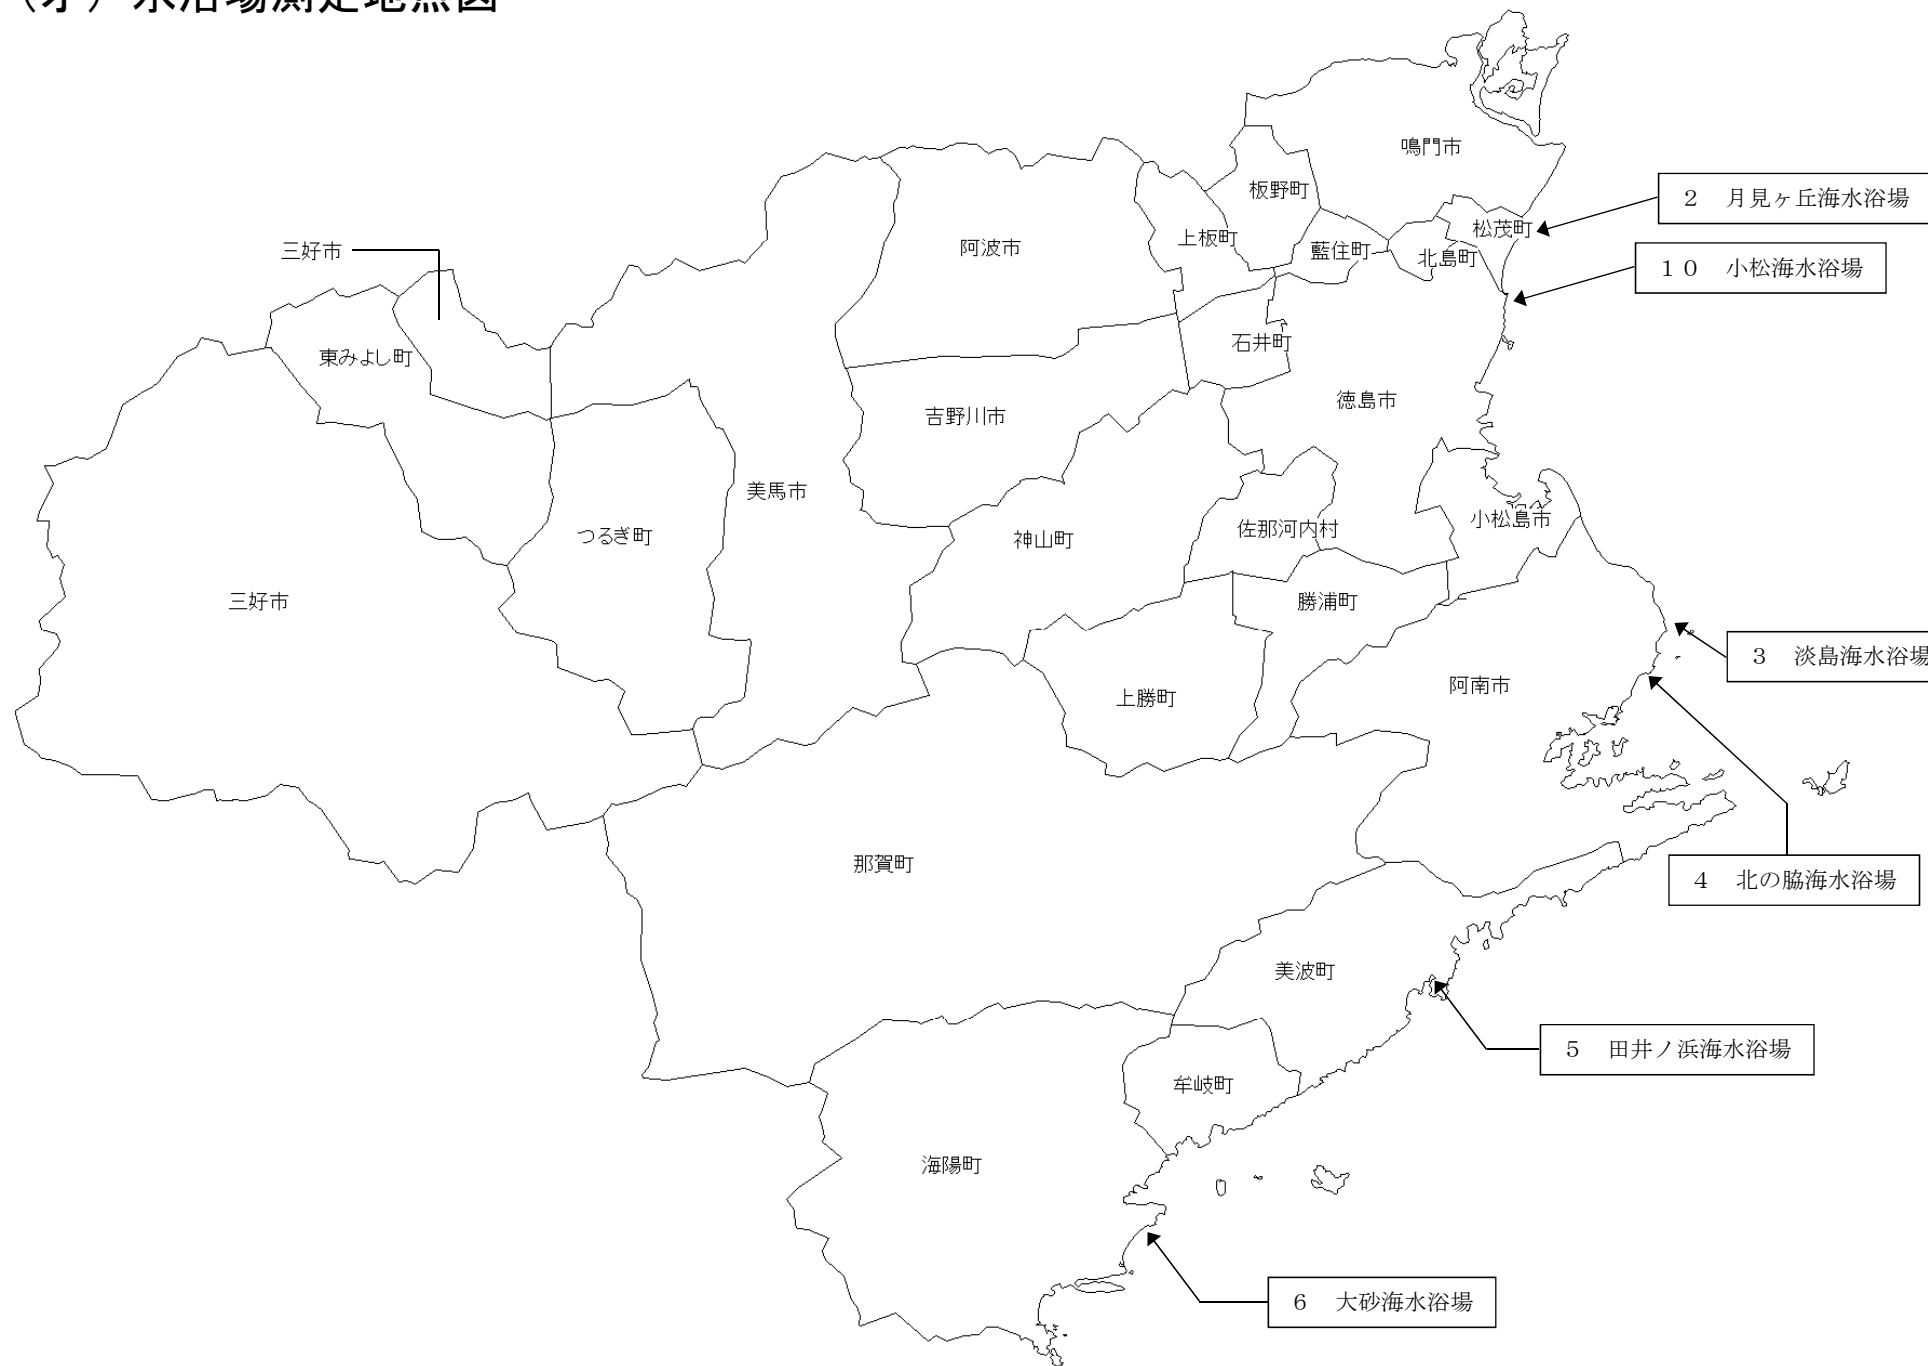 （オ）水浴場測定地点図
鳴門市
板野町
２　月見ヶ丘海水浴場
松茂町
上板町
阿波市
藍住町
北島町
三好市
１０　小松海水浴場
石井町
東みよし町
徳島市
吉野川市
美馬市
小松島市
佐那河内村
つるぎ町
神山町
三好市
勝浦町
３　淡島海水浴場
阿南市
上勝町
那賀町
４　北の脇海水浴場
美波町
５　田井ノ浜海水浴場
牟岐町
海陽町
６　大砂海水浴場